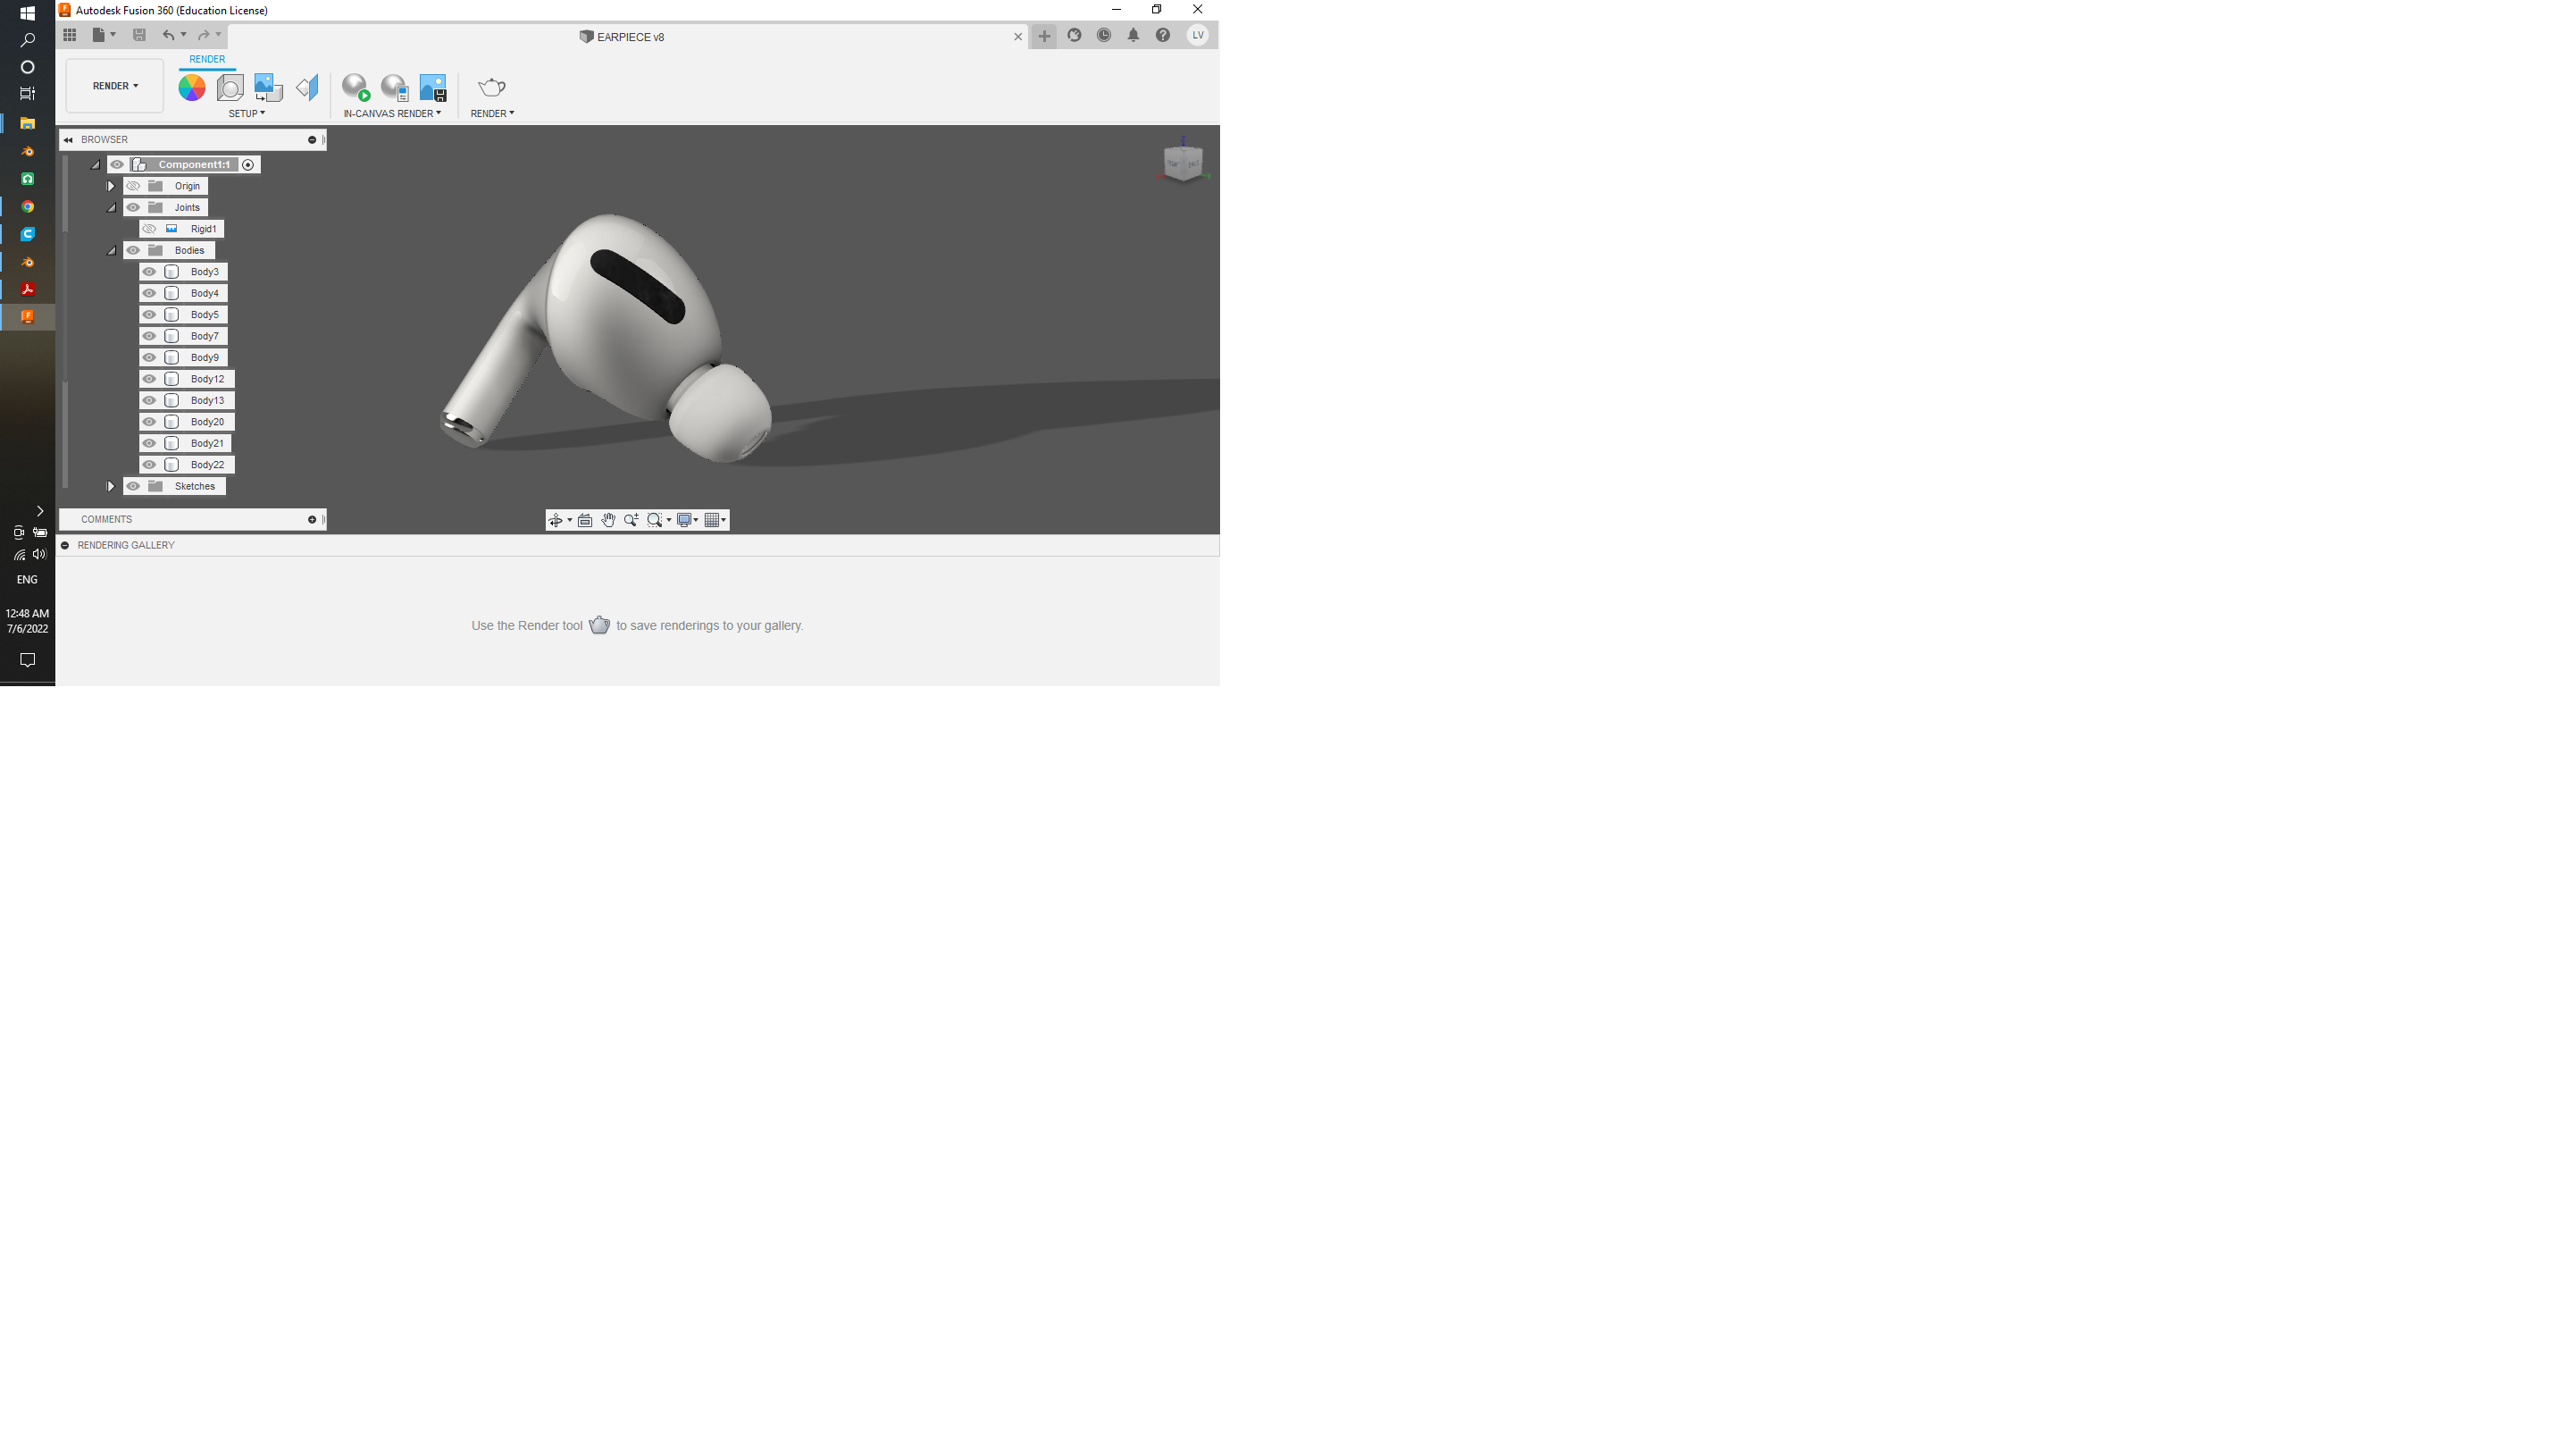 Autodesk Fusion 360 (Education License)
EARPIECE v8
LV
RENDER
RENDER
SETUP
IN-CANVAS RENDER
RENDER
BROWSER
Component1:1
Origin
Joints
Rigid1
Bodies
Body3
Body4
Body5
Body7
Body9
Body12
Body13
Body20
Body21
Body22
Sketches
COMMENTS
RENDERING GALLERY
Use the Render tool to save renderings to your gallery.
ENG
12:48 AM
7/6/2022